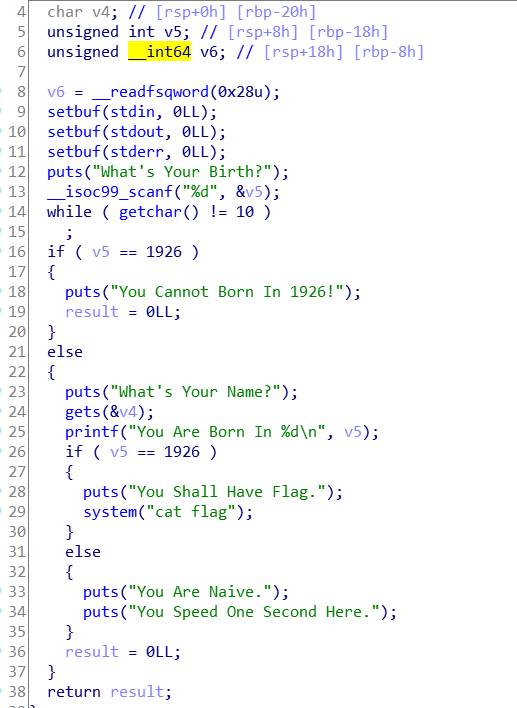 4 char v4; // [rsp+0h] [rbp-20h]
5 unsigned int v5; // [rsp+8h] [rbp-18h]
6 unsigned __int64 v6; // [rsp+18h] [rbp-8h]
7
8 v6 = __readfsqword(0x28u);
9 setbuf(stdin, 0LL);
10 setbuf(stdout, 0LL);
11 setbuf(stderr, 0LL);
12 puts("What's Your Birth?");
13 __isoc99_scanf("%d", &v5);
14 while ( getchar() != 10 )
15 ;
16 if ( v5 == 1926 )
17 {
18 puts("You Cannot Born In 1926!");
19 result = 0LL;
20 }
21 else
22 {
23 puts("What's Your Name?");
24 gets(&v4);
25 printf("You Are Born In %d\n", v5);
26 if ( v5 == 1926 )
27 {
28 puts("You Shall Have Flag.");
29 system("cat flag");
30 }
31 else
32 {
33 puts("You Are Naive.");
34 puts("You Speed One Second Here.");
35 }
36 result = 0LL;
37 }
38 return result;